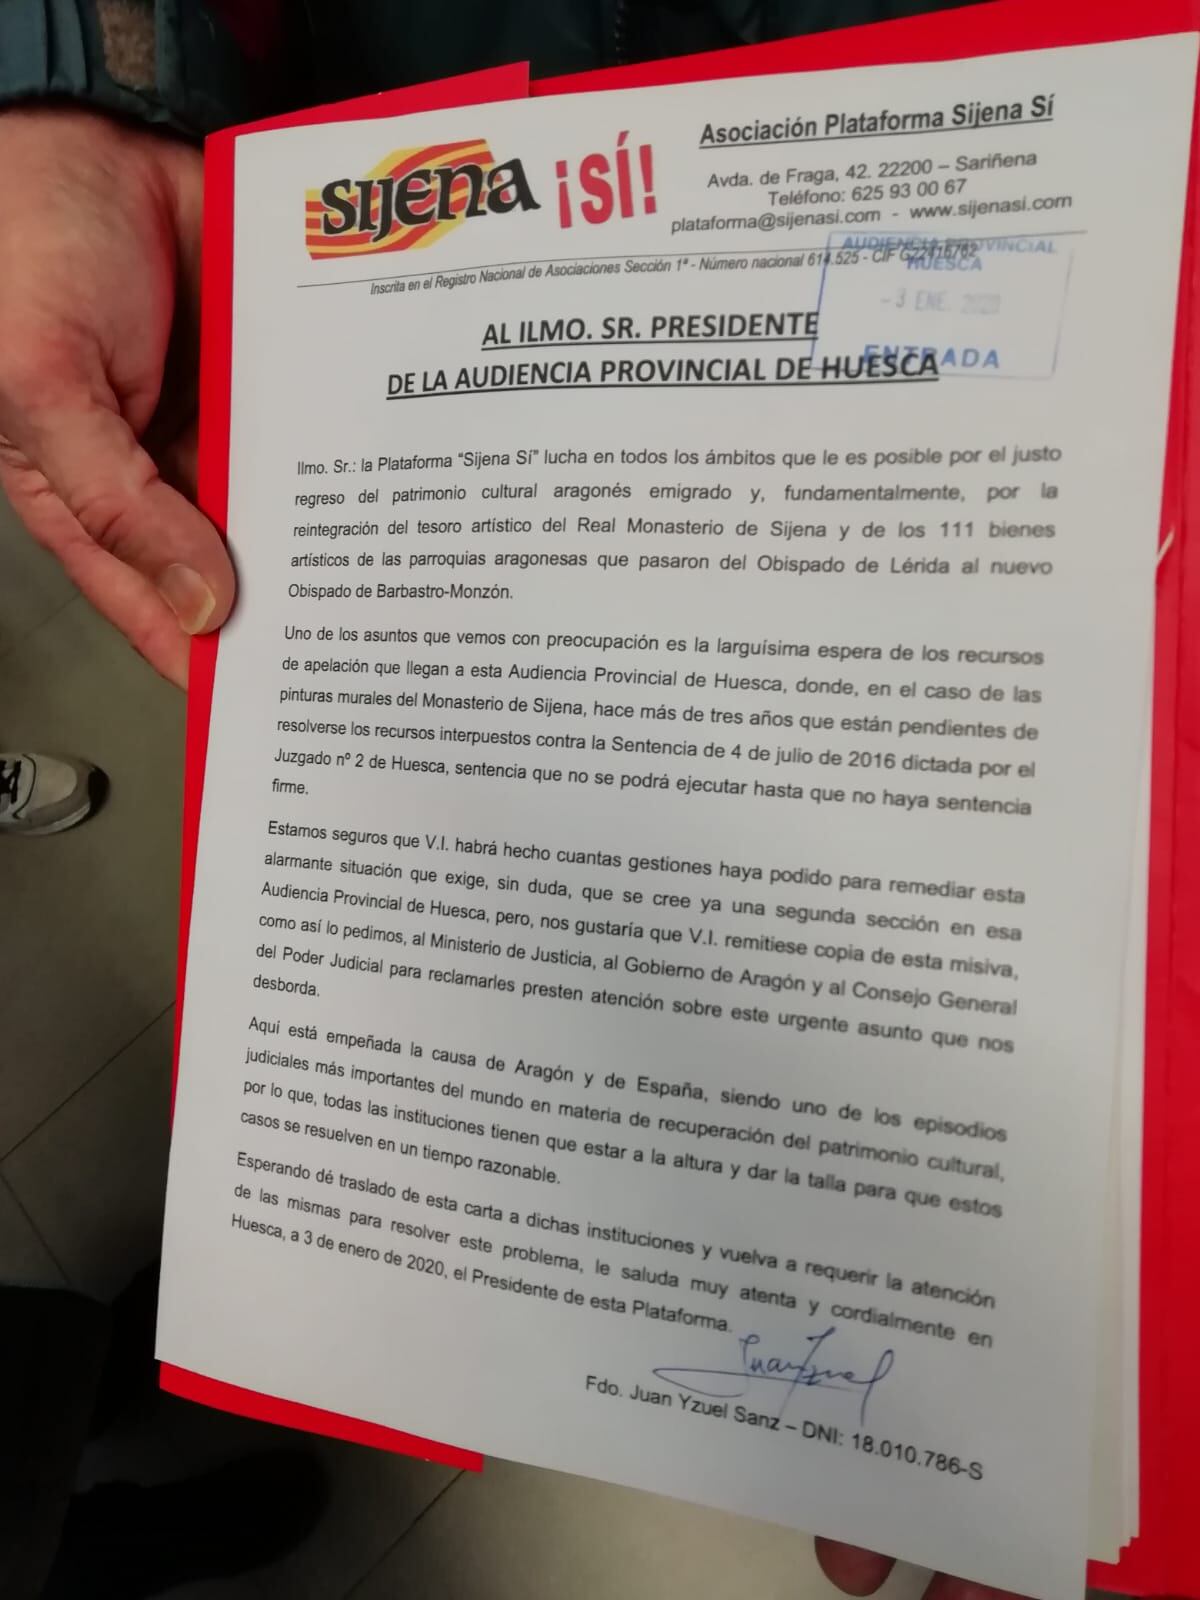 SIJENA ¡SÍ!
Asociación Plataforma Sijena Sí
Avda. de Fraga, 42. 22200 – Sariñena
Teléfono: 625 93 00 67
plataforma@sijenasi.com - www.sijenasi.com
Inscrita en el Registro Nacional de Asociaciones Sección 1ª - Número nacional 614.525 - CIF
AUDIENCIA PROVINCIAL
HUESCA
-3 ENE. 2020
ENTRADA
AL ILMO. SR. PRESIDENTE
DE LA AUDIENCIA PROVINCIAL DE HUESCA
Ilmo. Sr.: la Plataforma “Sijena Sí” lucha en todos los ámbitos que le es posible por el justo
regreso del patrimonio cultural aragonés emigrado y, fundamentalmente, por la
reintegración del tesoro artístico del Real Monasterio de Sijena y de los 111 bienes
artísticos de las parroquias aragonesas que pasaron del Obispado de Lérida al nuevo
Obispado de Barbastro-Monzón.
Uno de los asuntos que vemos con preocupación es la larguísima espera de los recursos
de apelación que llegan a esta Audiencia Provincial de Huesca, donde, en el caso de las
pinturas murales del Monasterio de Sijena, hace más de tres años que están pendientes de
resolverse los recursos interpuestos contra la Sentencia de 4 de julio de 2016 dictada por el
Juzgado nº 2 de Huesca, sentencia que no se podrá ejecutar hasta que no haya sentencia
firme.
Estamos seguros que V.I. habrá hecho cuantas gestiones haya podido para remediar esta
alarmante situación que exige, sin duda, que se cree ya una segunda sección en esa
Audiencia Provincial de Huesca, pero, nos gustaría que V.I. remitiese copia de esta misiva,
como así lo pedimos, al Ministerio de Justicia, al Gobierno de Aragón y al Consejo General
del Poder Judicial para reclamarles presten atención sobre este urgente asunto que nos
desborda.
Aquí está empeñada la causa de Aragón y de España, siendo uno de los episodios
judiciales más importantes del mundo en materia de recuperación del patrimonio cultural,
por lo que, todas las instituciones tienen que estar a la altura y dar la talla para que estos
casos se resuelven en un tiempo razonable.
Esperando dé traslado de esta carta a dichas instituciones y vuelva a requerir la atención
de las mismas para resolver este problema, le saluda muy atenta y cordialmente en
Huesca, a 3 de enero de 2020, el Presidente de esta Plataforma.
Juan Yzuel
Fdo. Juan Yzuel Sanz – DNI: 18.010.786-S